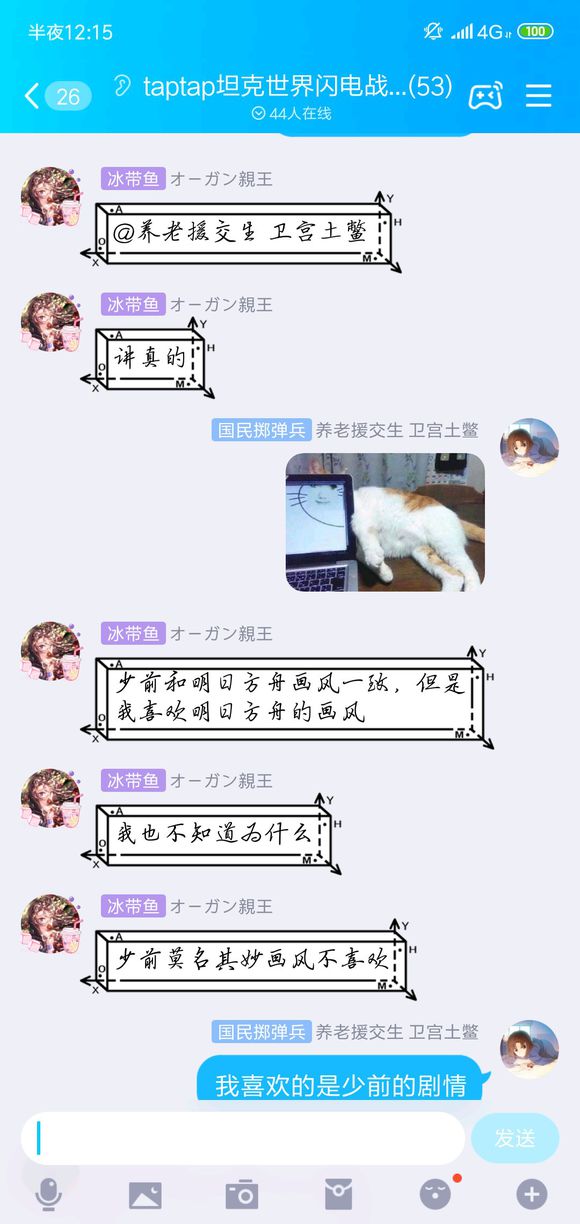 半夜12:15
4G
100
26
taptap坦克世界闪电战...(53)
44人在线
冰带鱼 オーガン親王
A Y H O X M
@养老援交生 卫宫士鳖
冰带鱼 オーガン親王
A Y H O X M
讲真的
国民掷弹兵 养老援交生 卫宫士鳖
冰带鱼 オーガン親王
A Y H O X M
少前和明日方舟画风一致，但是
我喜欢明日方舟的画风
冰带鱼 オーガン親王
A Y H O X M
我也不知道为什么
冰带鱼 オーガン親王
A Y H O X M
少前莫名其妙画风不喜欢
国民掷弹兵 养老援交生 卫宫士鳖
我喜欢的是少前的剧情
发送